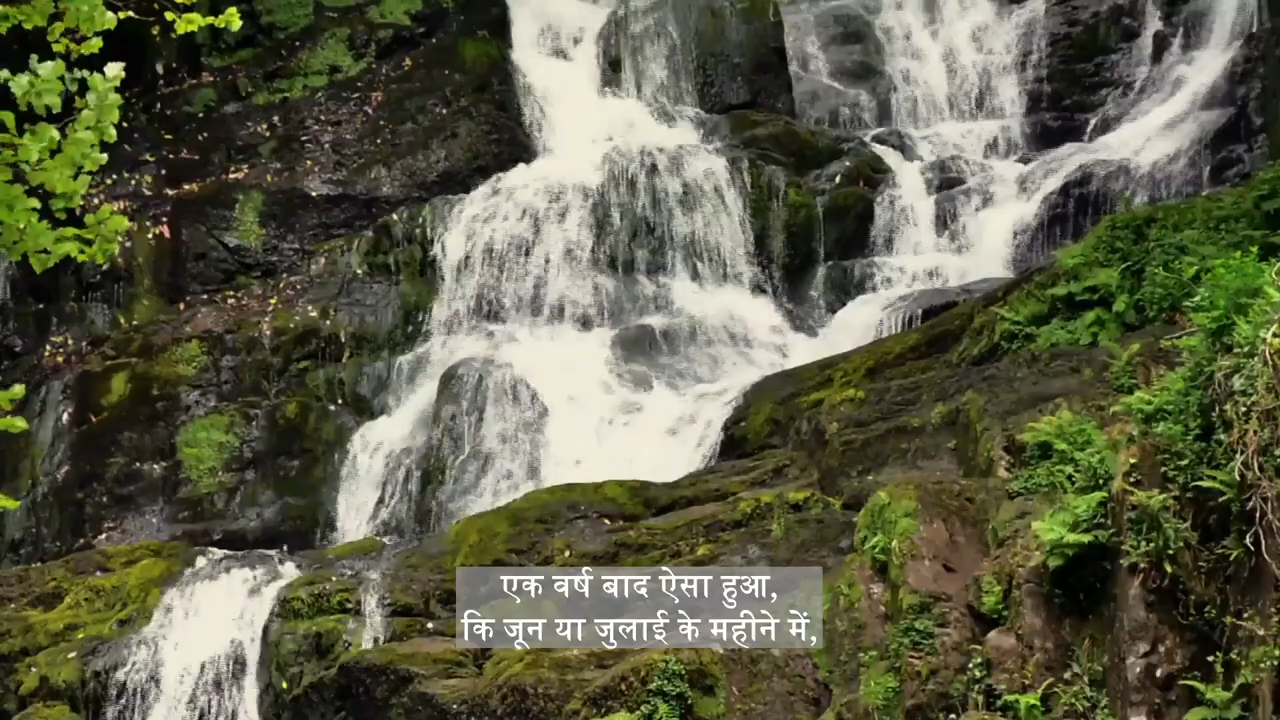 एक वर्ष बाद ऐसा हुआ,
कि जून या जुलाई के महीने में,